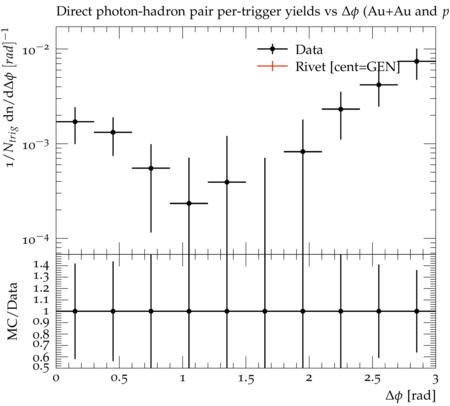 Direct photon-hadron pair per-trigger yields vs Δϕ (Au+Au and p
Data
Rivet [cent=GEN]
1/N_{trig} dn/dΔϕ [rad]^{−1}
10^{−2}
10^{−3}
10^{−4}
MC/Data
1.4
1.3
1.2
1.1
1
0.9
0.8
0.7
0.6
0.5
0 0.5 1 1.5 2 2.5 3
Δϕ [rad]